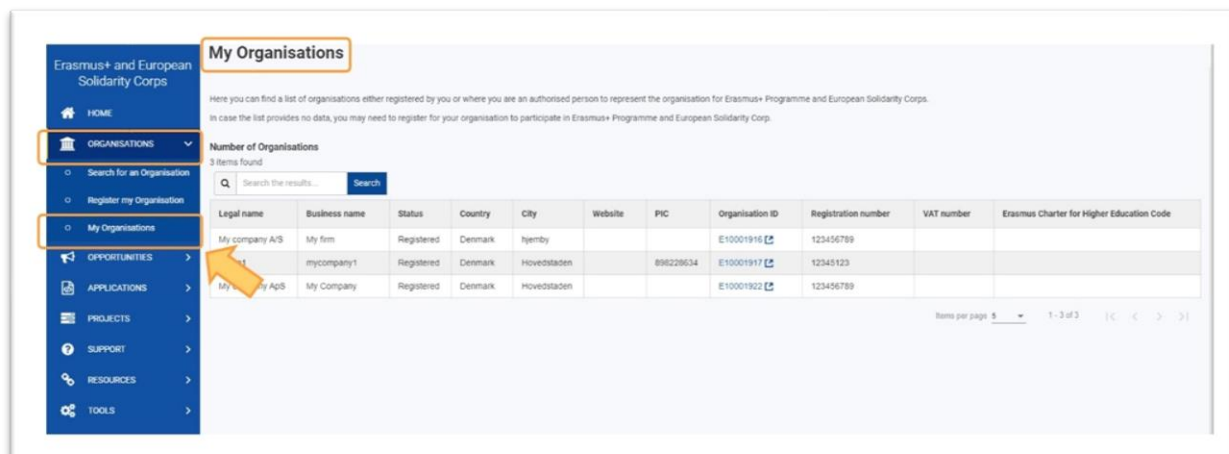 Erasmus+ and European
Solidarity Corps
HOME
ORGANISATIONS
Search for an Organisation
Register my Organisation
My Organisations
OPPORTUNITIES
APPLICATIONS
PROJECTS
SUPPORT
RESOURCES
TOOLS
My Organisations
Here you can find a list of organisations either registered by you or where you are an authorised person to represent the organisation for Erasmus+ Programme and European Solidarity Corps.
In case the list provides no data, you may need to register for your organisation to participate in Erasmus+ Programme and European Solidarity Corp.
Number of Organisations
3 items found
Search the results... Search
Legal name Business name Status Country City Website PIC Organisation ID Registration number VAT number Erasmus Charter for Higher Education Code
My company A/S My firm Registered Denmark hjemby E10001916 123456789
mycompany1 Registered Denmark Hovedstaden 898228634 E10001917 12345123
My ApS My Company Registered Denmark Hovedstaden E10001922 123456789
Items per page 5 1 - 3 of 3